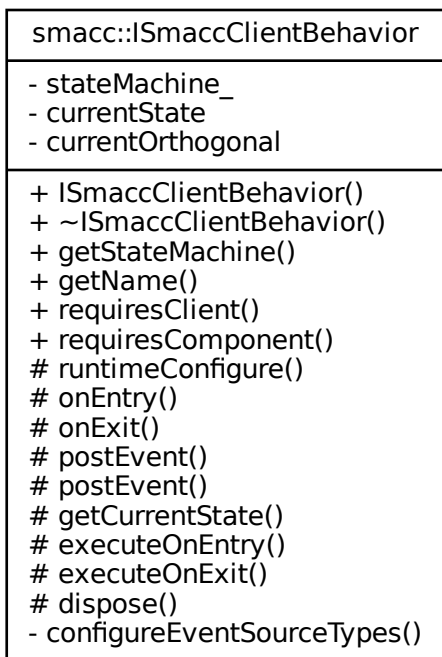 smacc::ISmaccClientBehavior
- stateMachine_
- currentState
- currentOrthogonal
+ ISmaccClientBehavior()
+ ~ISmaccClientBehavior()
+ getStateMachine()
+ getName()
+ requiresClient()
+ requiresComponent()
# runtimeConfigure()
# onEntry()
# onExit()
# postEvent()
# postEvent()
# getCurrentState()
# executeOnEntry()
# executeOnExit()
# dispose()
- configureEventSourceTypes()